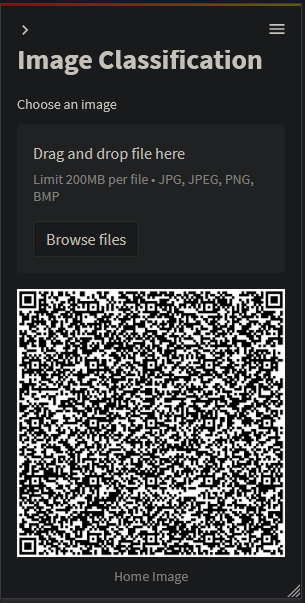 Image Classification
Choose an image
Drag and drop file here
Limit 200MB per file • JPG, JPEG, PNG,
BMP
Browse files
Home Image